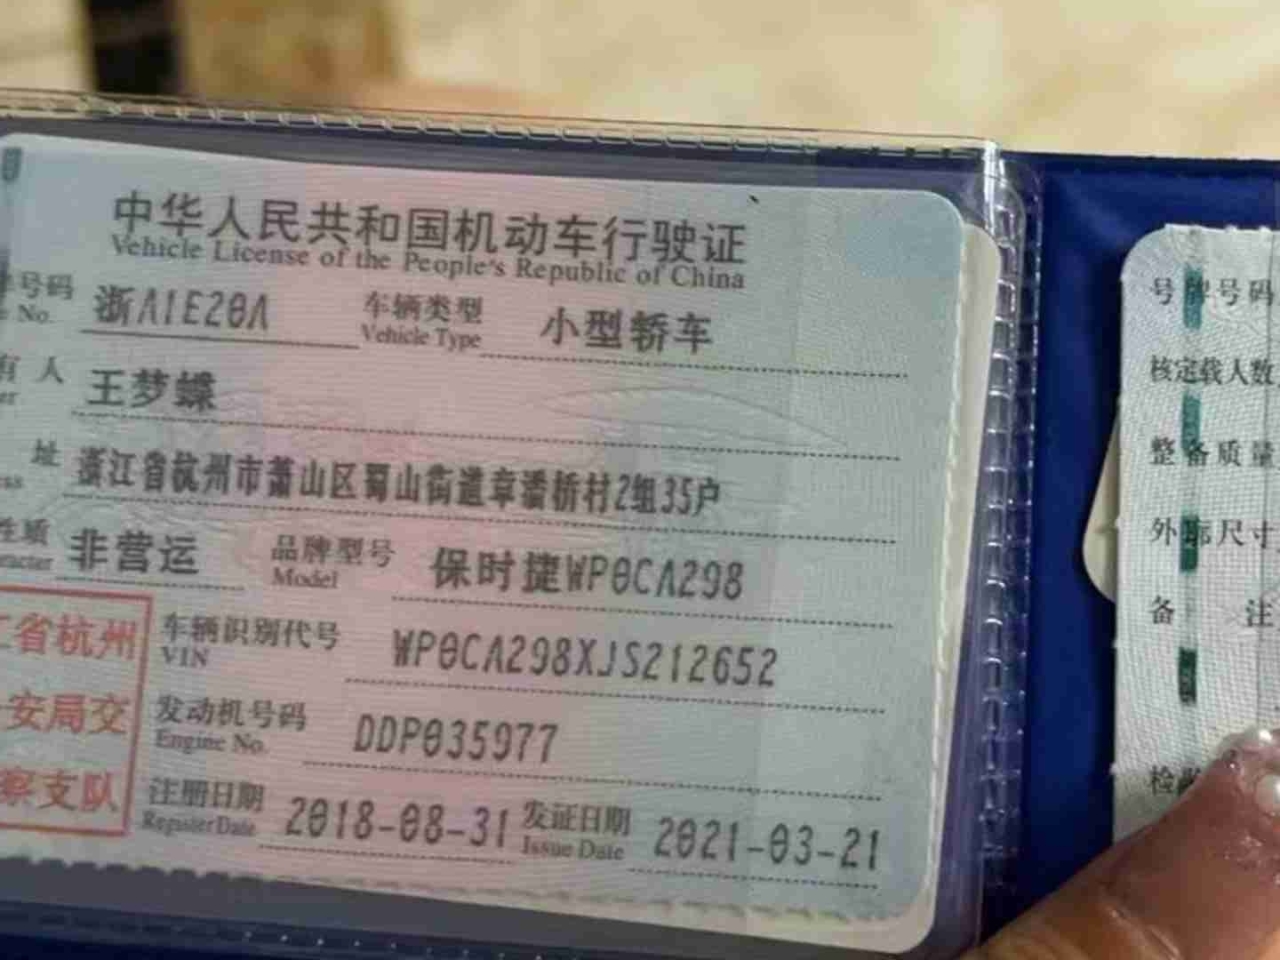 中华人民共和国机动车行驶证
Vehicle License of the People's Republic of China
号码 浙A1E20A 车辆类型 小型轿车
No. Vehicle Type
有人 王梦蝶
址 浙江省杭州市萧山区蜀山街道章潘桥村2组35户
性质 非营运 品牌型号 保时捷WP0CA298
Model
省杭州 车辆识别代号 WP0CA298XJS212652
VIN
安局交 发动机号码 DDP035977
Engine No.
察支队 注册日期 2018-08-31 发证日期 2021-03-21
Register Date Issue Date
号牌号码
核定载人数
整备质量
外廓尺寸
备 注
检